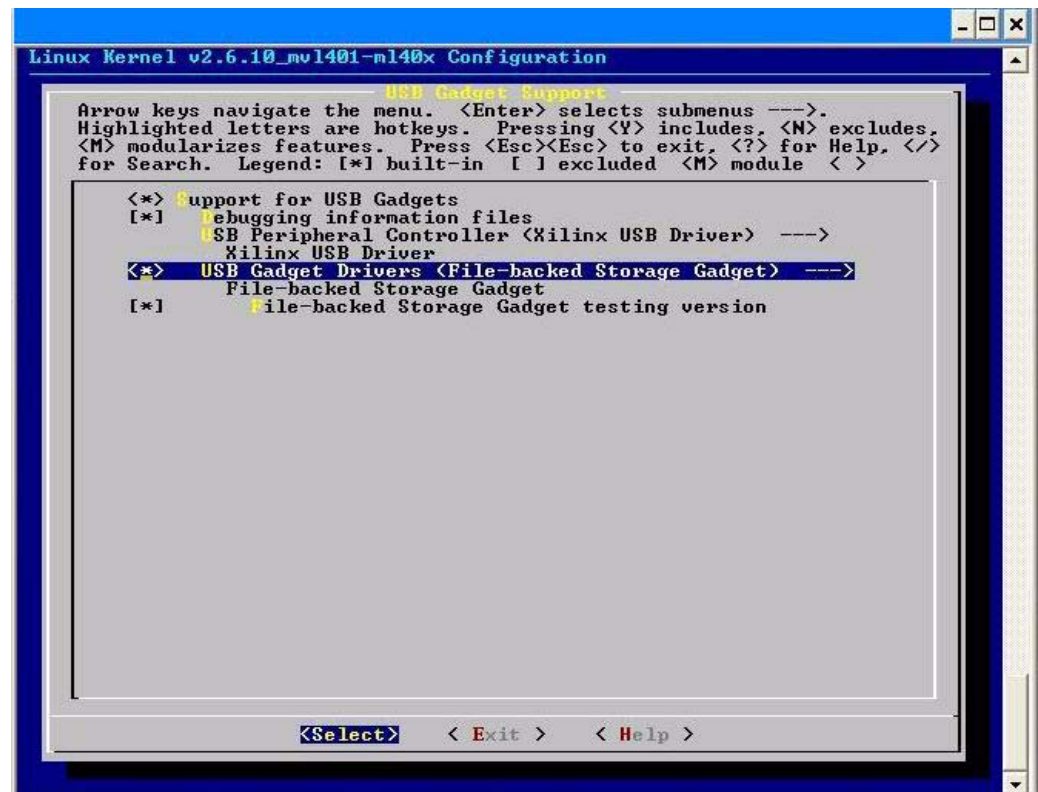 Linux Kernel v2.6.10_mvl401-ml40x Configuration
USB Gadget Support
Arrow keys navigate the menu. <Enter> selects submenus --->.
Highlighted letters are hotkeys. Pressing <Y> includes, <N> excludes,
<M> modularizes features. Press <Esc><Esc> to exit, <?> for Help, </>
for Search. Legend: [*] built-in [ ] excluded <M> module < >
<*> Support for USB Gadgets
[*] Debugging information files
USB Peripheral Controller (Xilinx USB Driver) --->
Xilinx USB Driver
<*> USB Gadget Drivers (File-backed Storage Gadget) --->
File-backed Storage Gadget
[*] File-backed Storage Gadget testing version
<Select> < Exit > < Help >